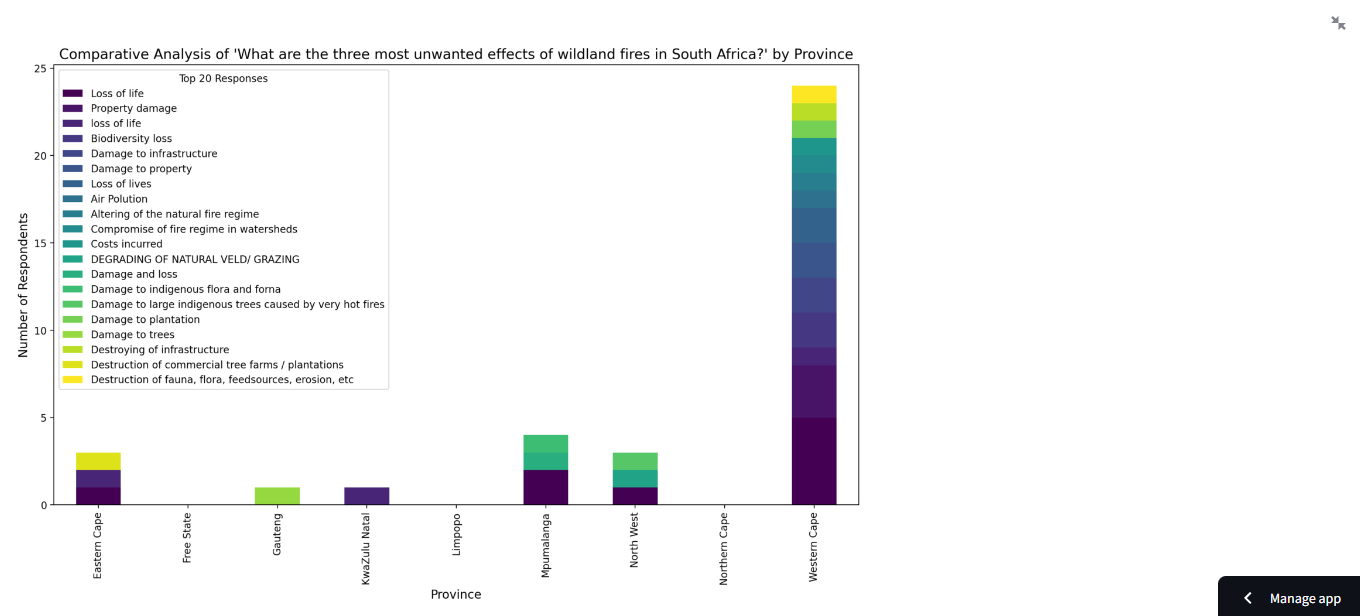 Comparative Analysis of 'What are the three most unwanted effects of wildland fires in South Africa?' by Province
Number of Respondents
25
20
15
10
5
0
Top 20 Responses
Loss of life
Property damage
loss of life
Biodiversity loss
Damage to infrastructure
Damage to property
Loss of lives
Air Polution
Altering of the natural fire regime
Compromise of fire regime in watersheds
Costs incurred
DEGRADING OF NATURAL VELD/ GRAZING
Damage and loss
Damage to indigenous flora and forna
Damage to large indigenous trees caused by very hot fires
Damage to plantation
Damage to trees
Destroying of infrastructure
Destruction of commercial tree farms / plantations
Destruction of fauna, flora, feedsources, erosion, etc
Eastern Cape
Free State
Gauteng
KwaZulu Natal
Limpopo
Mpumalanga
North West
Northern Cape
Western Cape
Province
Manage app